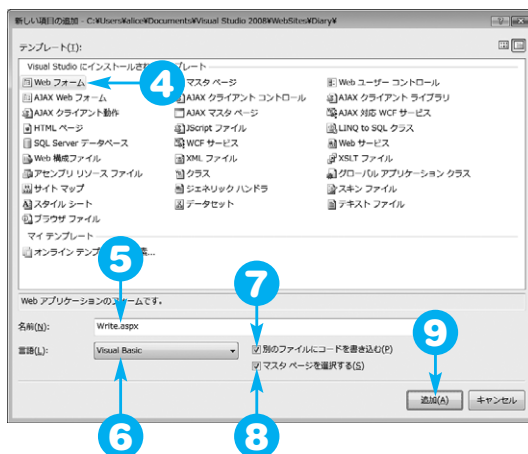 新しい項目の追加 - C:¥Users¥alice¥Documents¥Visual Studio 2008¥WebSites¥Diary¥
テンプレート(T):
Visual Studio にインストールされ プレート
Web フォーム 4 マスタ ページ Web ユーザー コントロール
AJAX Web フォーム AJAX クライアント コントロール AJAX クライアント ライブラリ
AJAX クライアント動作 AJAX マスタ ページ AJAX 対応 WCF サービス
HTML ページ JScript ファイル LINQ to SQL クラス
SQL Server データベース WCF サービス Web サービス
Web 構成ファイル XML ファイル XSLT ファイル
アセンブリ リソース ファイル クラス グローバル アプリケーション クラス
サイト マップ ジェネリック ハンドラ スキン ファイル
スタイル シート データセット テキスト ファイル
ブラウザ ファイル
マイ テンプレート
オンライン テンプ 索...
5 7
Web アプリケーションのフォームです。
9
名前(N): Write.aspx
言語(L): Visual Basic 別のファイルにコードを書き込む(P)
マスタ ページを選択する(S)
追加(A) キャンセル
6 8